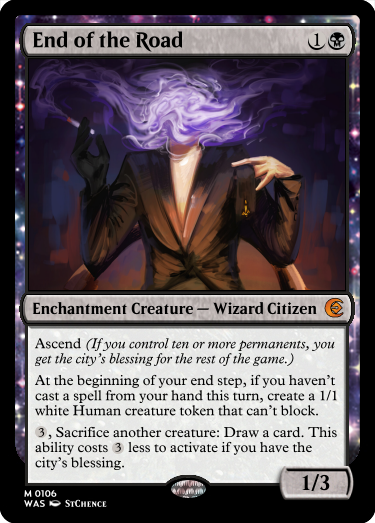 End of the Road 1
Enchantment Creature — Wizard Citizen
Ascend (If you control ten or more permanents, you
get the city's blessing for the rest of the game.)
At the beginning of your end step, if you haven't
cast a spell from your hand this turn, create a 1/1
white Human creature token that can't block.
3, Sacrifice another creature: Draw a card. This
ability costs 3 less to activate if you have the
city's blessing.
1/3
M 0106
WAS StChence